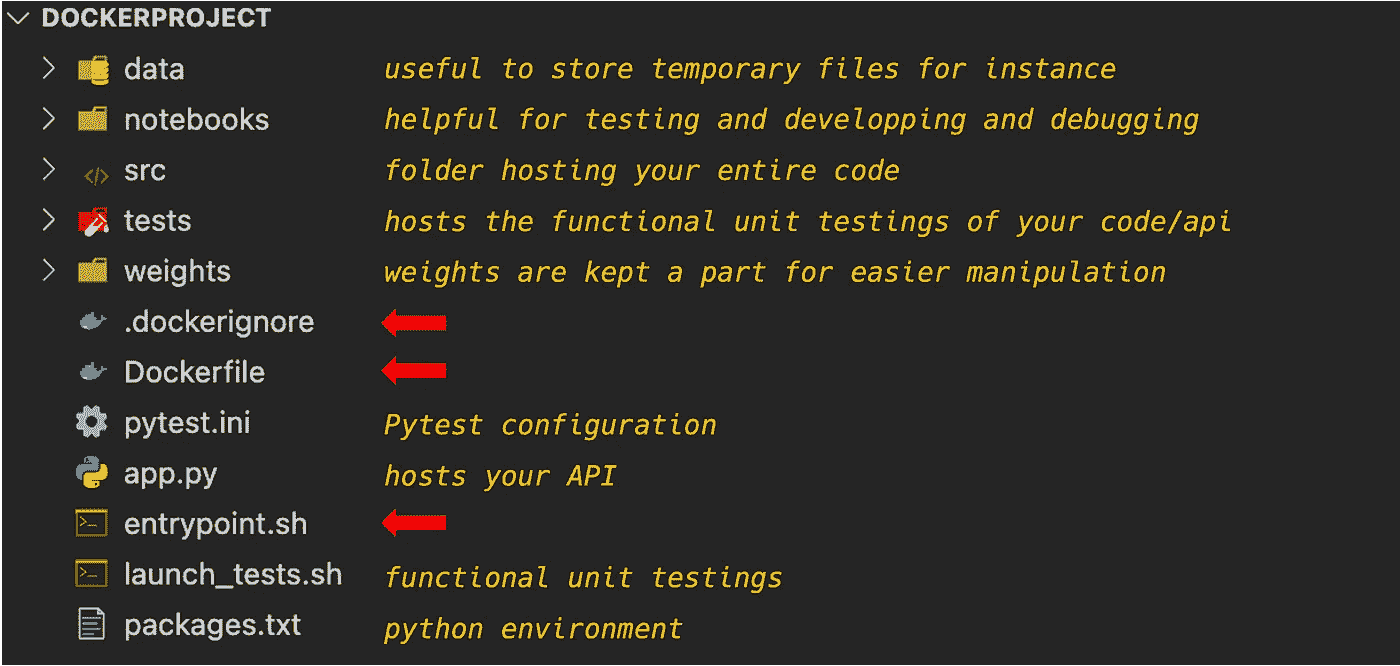 DOCKERPROJECT
data useful to store temporary files for instance
notebooks helpful for testing and developping and debugging
src folder hosting your entire code
tests hosts the functional unit testings of your code/api
weights weights are kept a part for easier manipulation
.dockerignore
Dockerfile
pytest.ini Pytest configuration
app.py hosts your API
entrypoint.sh
launch_tests.sh functional unit testings
packages.txt python environment